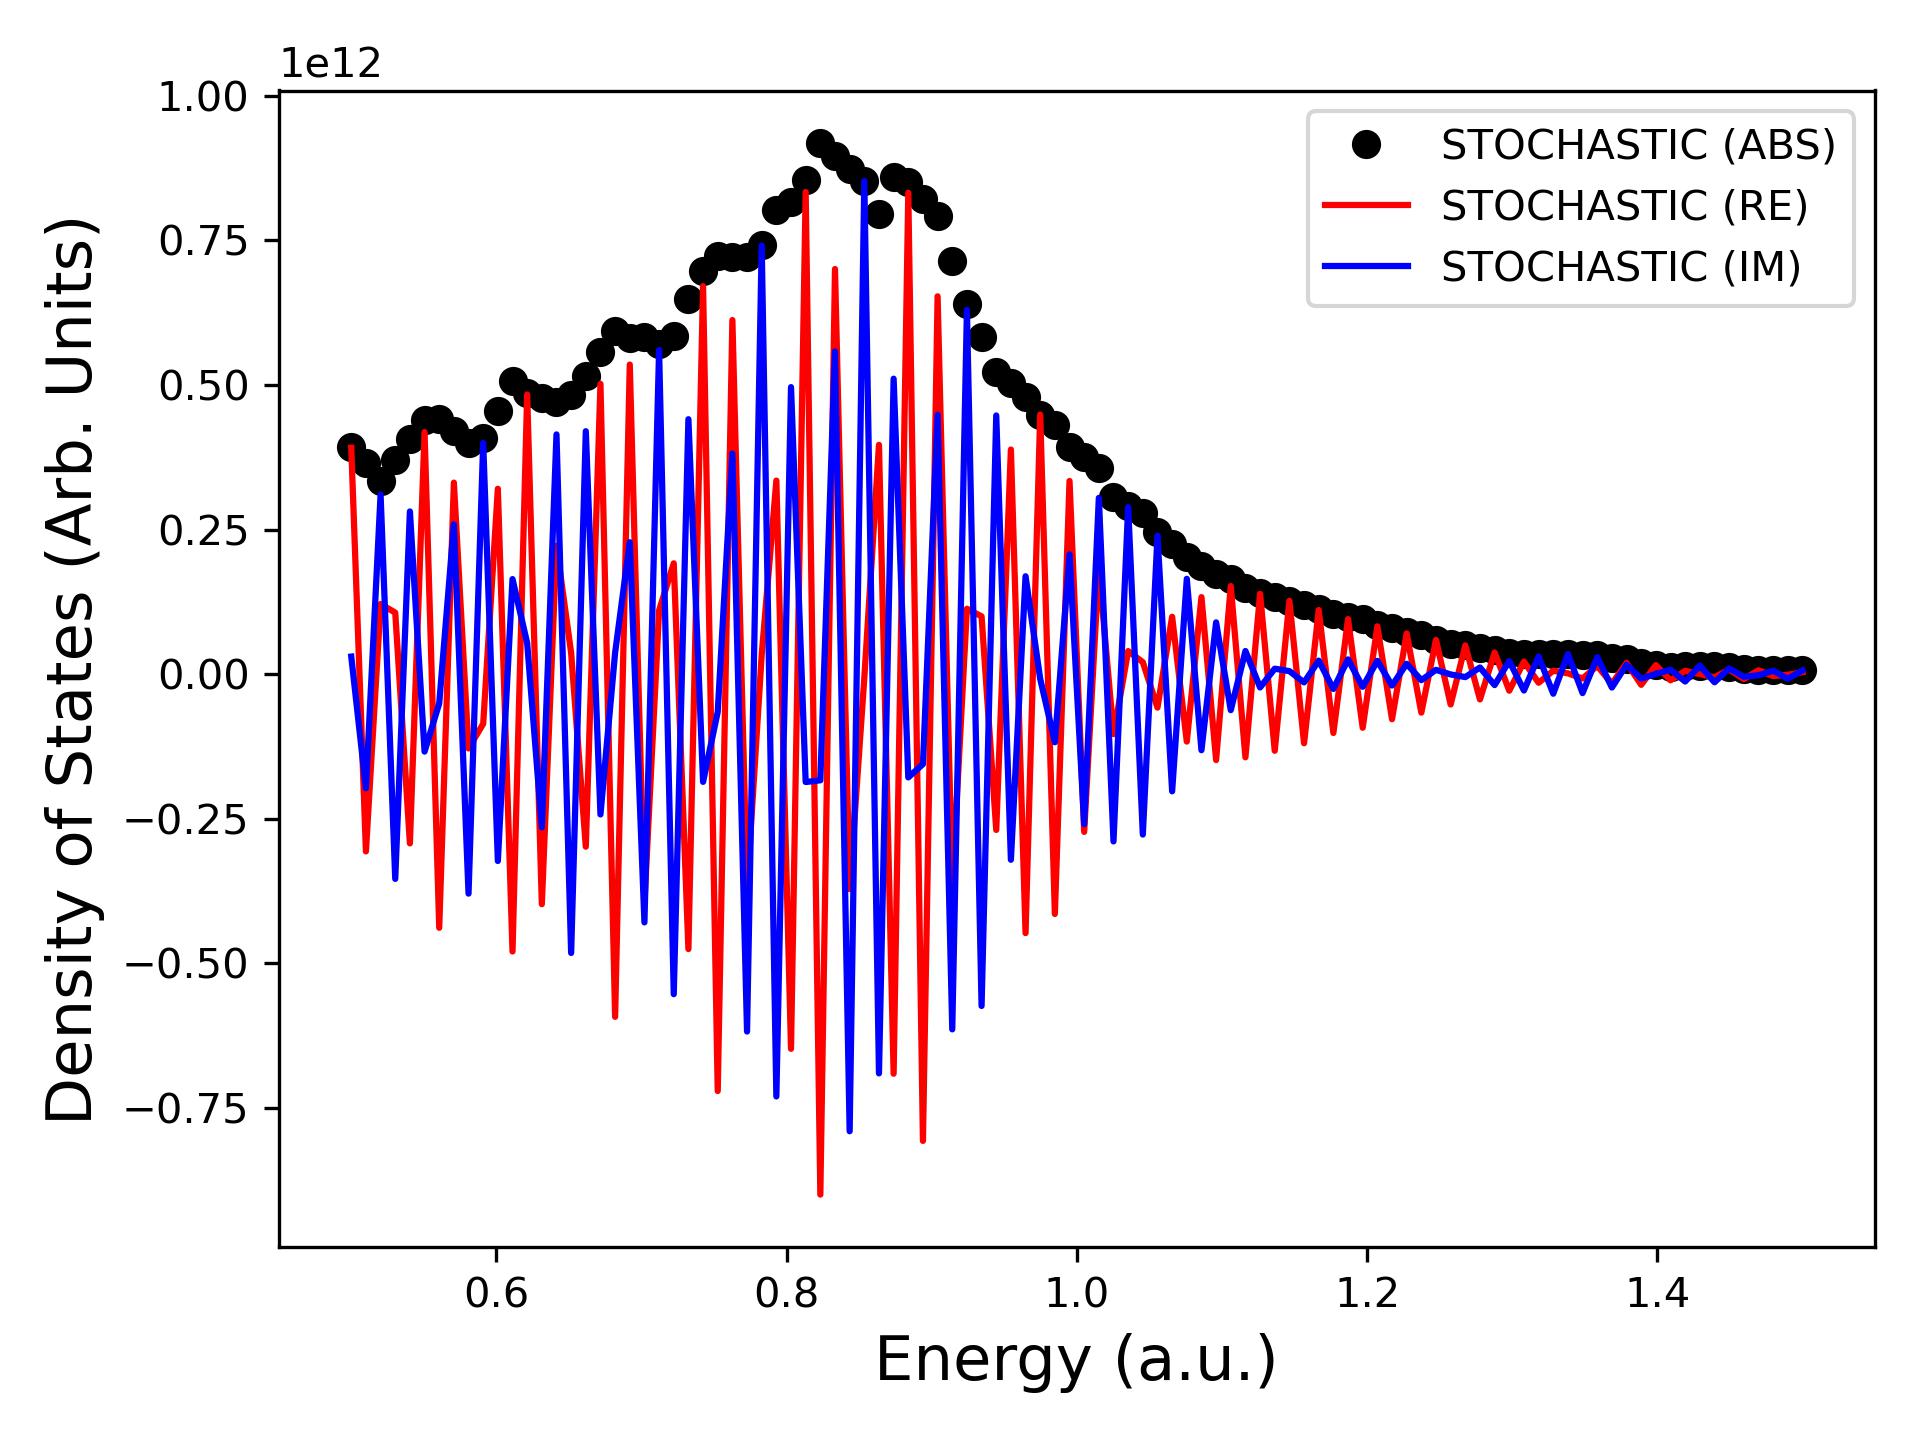 1e12
1.00
0.75
0.50
0.25
0.00
−0.25
−0.50
−0.75
Density of States (Arb. Units)
STOCHASTIC (ABS)
STOCHASTIC (RE)
STOCHASTIC (IM)
0.6 0.8 1.0 1.2 1.4
Energy (a.u.)